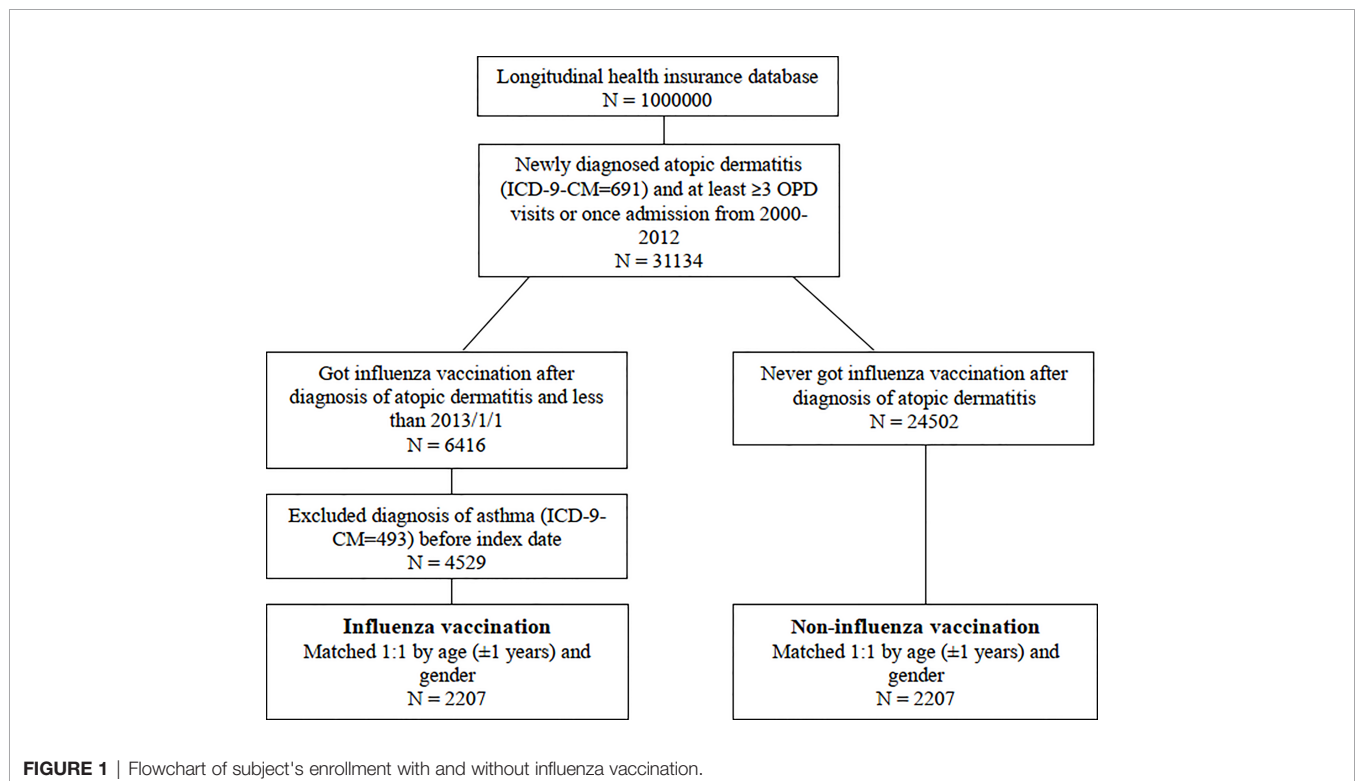 Longitudinal health insurance database
N = 1000000
Newly diagnosed atopic dermatitis
(ICD-9-CM=691) and at least ≥3 OPD
visits or once admission from 2000-
2012
N = 31134
Got influenza vaccination after
diagnosis of atopic dermatitis and less
than 2013/1/1
N = 6416
Never got influenza vaccination after
diagnosis of atopic dermatitis
N = 24502
Excluded diagnosis of asthma (ICD-9-
CM=493) before index date
N = 4529
Influenza vaccination
Matched 1:1 by age (±1 years) and
gender
N = 2207
Non-influenza vaccination
Matched 1:1 by age (±1 years) and
gender
N = 2207
FIGURE 1 | Flowchart of subject's enrollment with and without influenza vaccination.